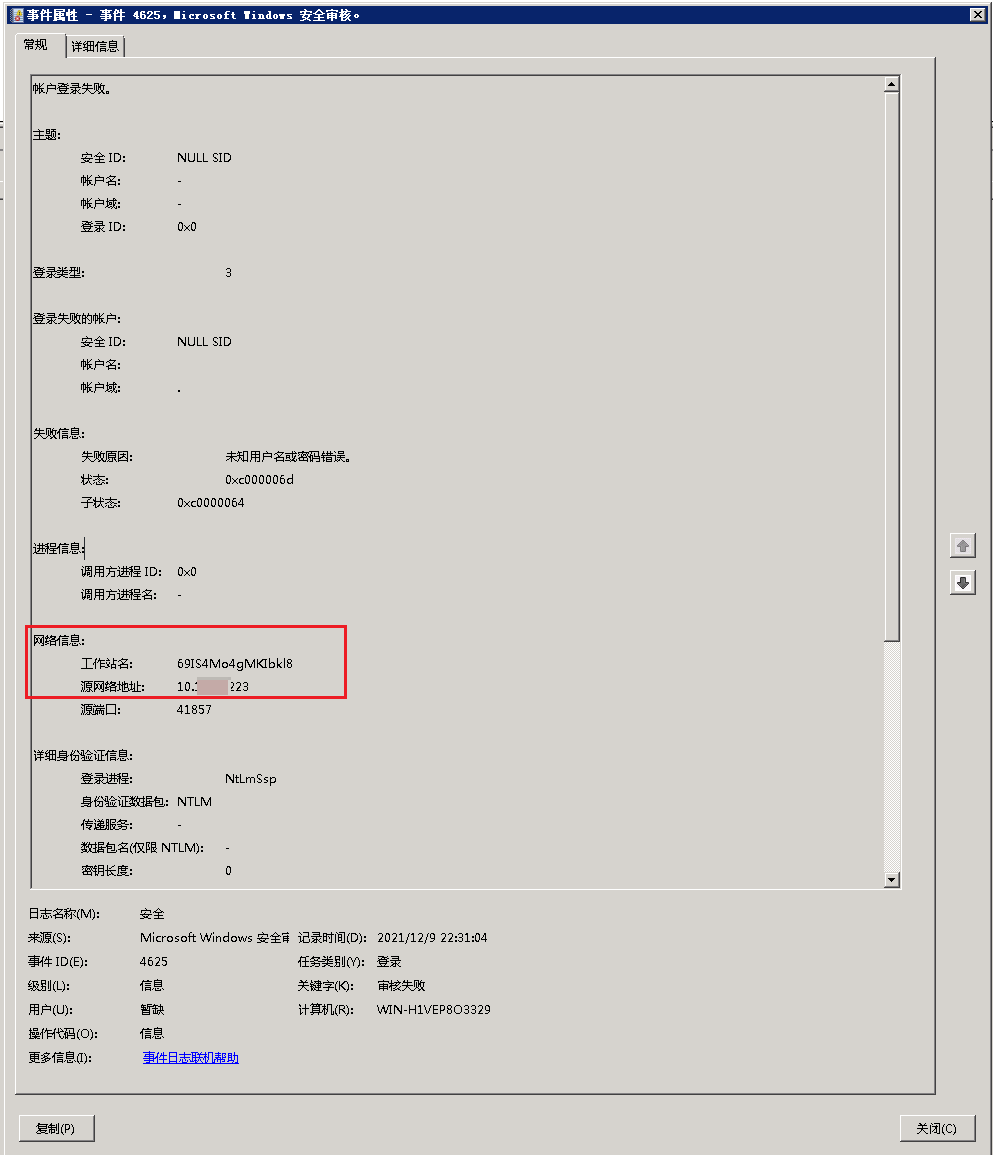 事件属性 - 事件 4625，Microsoft Windows 安全审核。
常规 详细信息
帐户登录失败。
主题:
安全 ID: NULL SID
帐户名: -
帐户域: -
登录 ID: 0x0
登录类型: 3
登录失败的帐户:
安全 ID: NULL SID
帐户名:
帐户域: .
失败信息:
失败原因: 未知用户名或密码错误。
状态: 0xc000006d
子状态: 0xc0000064
进程信息:
调用方进程 ID: 0x0
调用方进程名: -
网络信息:
工作站名: 69IS4Mo4gMKIbkl8
源网络地址: 10. 223
源端口: 41857
详细身份验证信息:
登录进程: NtLmSsp
身份验证数据包: NTLM
传递服务: -
数据包名(仅限 NTLM): -
密钥长度: 0
日志名称(M): 安全
来源(S): Microsoft Windows 安全 记录时间(D): 2021/12/9 22:31:04
事件 ID(E): 4625 任务类别(Y): 登录
级别(L): 信息 关键字(K): 审核失败
用户(U): 暂缺 计算机(R): WIN-H1VEP8O3329
操作代码(O): 信息
更多信息(I): 事件日志联机帮助
复制(P) 关闭(C)